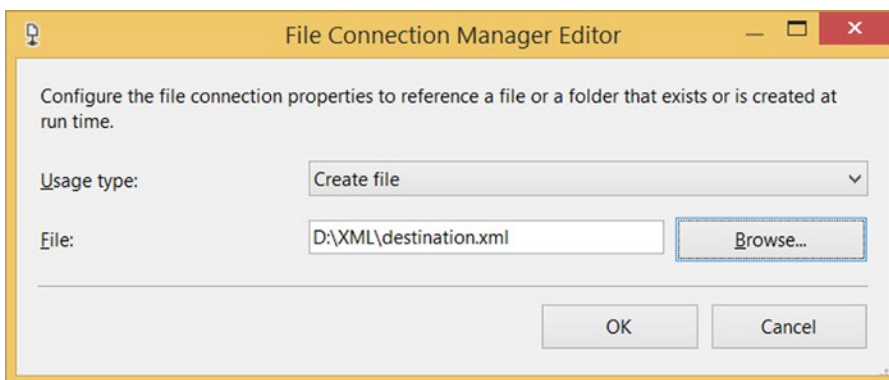 File Connection Manager Editor
Configure the file connection properties to reference a file or a folder that exists or is created at
run time.
Usage type: Create file
File: D:\XML\destination.xml Browse...
OK Cancel